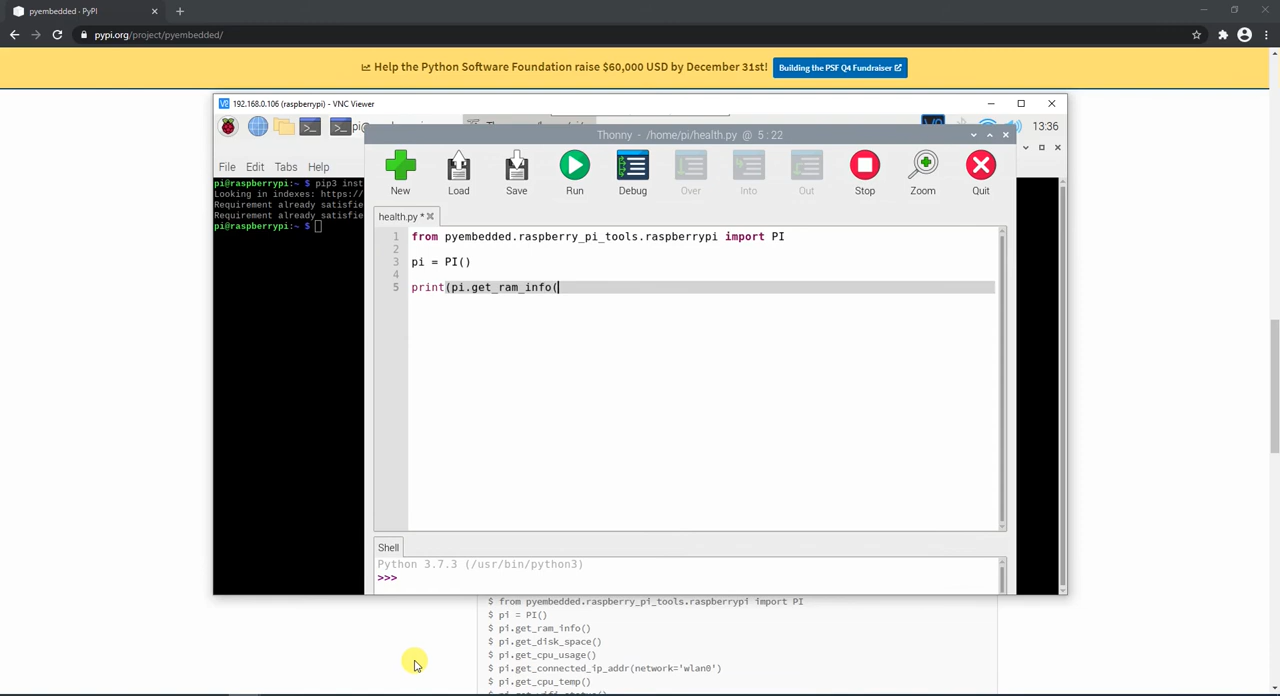 pyembedded · PyPI
pypi.org/project/pyembedded/
Help the Python Software Foundation raise $60,000 USD by December 31st!
Building the PSF Q4 Fundraiser
192.168.0.106 (raspberrypi) - VNC Viewer
pi@
13:36
Thonny - /home/pi/health.py @ 5:22
File Edit Tabs Help
New Load Save Run Debug Over Into Out Stop Zoom Quit
pi@raspberrypi:~ $ pip3 inst
Looking in indexes: https://
Requirement already satisfie
Requirement already satisfie
pi@raspberrypi:~ $
health.py *
1 from pyembedded.raspberry_pi_tools.raspberrypi import PI
2
3 pi = PI()
4
5 print(pi.get_ram_info(
Shell
Python 3.7.3 (/usr/bin/python3)
>>>
$ from pyembedded.raspberry_pi_tools.raspberrypi import PI
$ pi = PI()
$ pi.get_ram_info()
$ pi.get_disk_space()
$ pi.get_cpu_usage()
$ pi.get_connected_ip_addr(network='wlan0')
$ pi.get_cpu_temp()